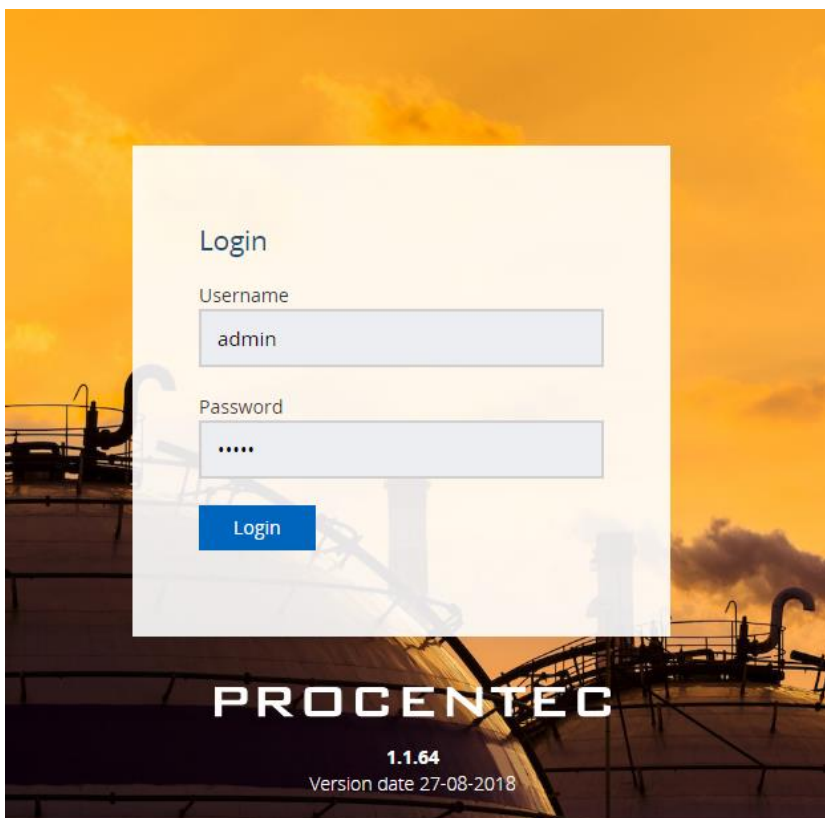 Login
Username
admin
Password
•••••
Login
PROCENTEC
1.1.64
Version date 27-08-2018